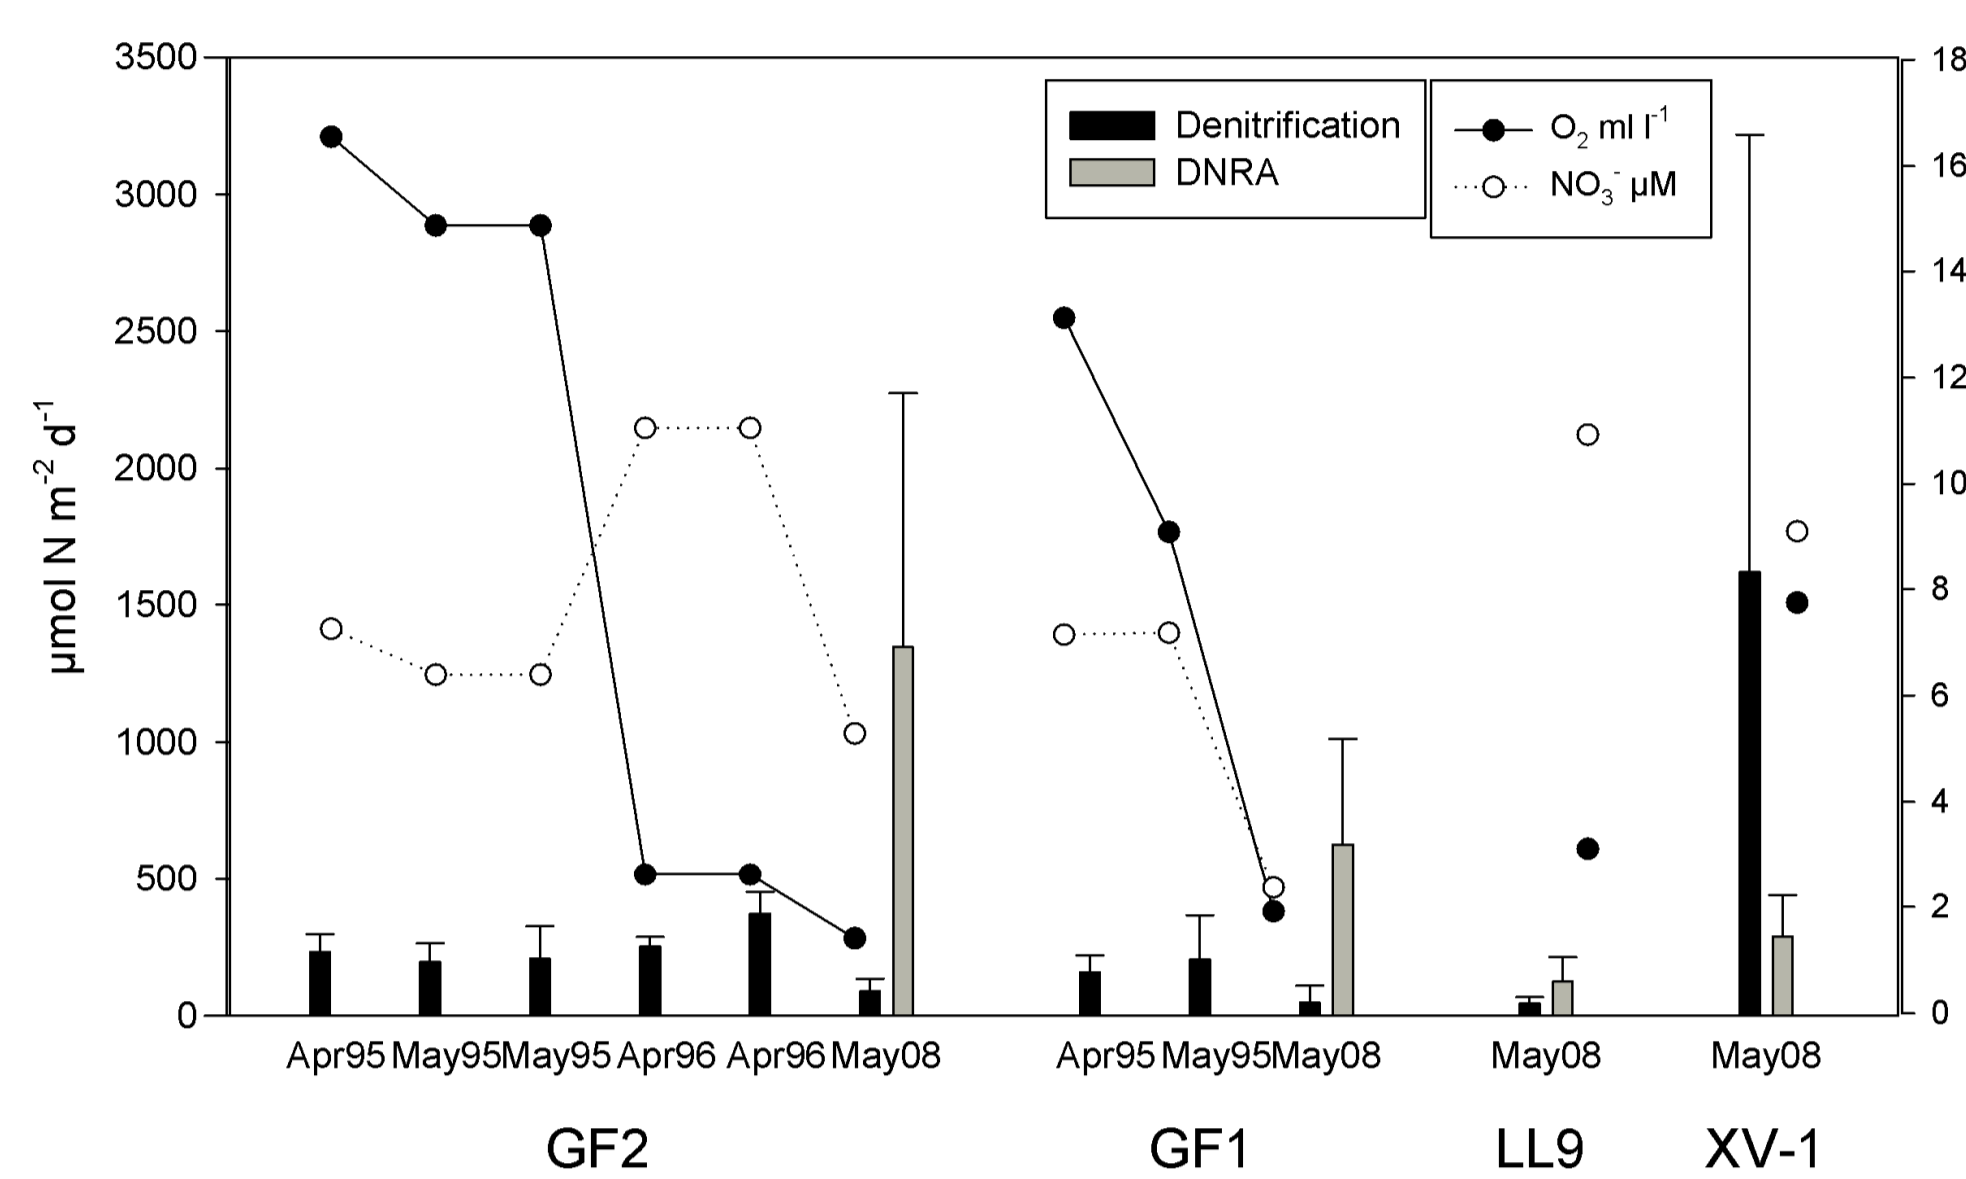 3500
3000
2500
2000
1500
1000
500
0
µmol N m⁻² d⁻¹
Denitrification
DNRA
O₂ ml l⁻¹
NO₃⁻ µM
18
16
14
12
10
8
6
4
2
0
Apr95 May95 May95 Apr96 Apr96 May08 Apr95 May95 May08 May08 May08
GF2 GF1 LL9 XV-1